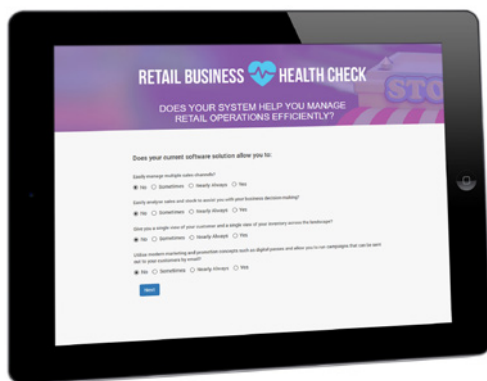 RETAIL BUSINESS HEALTH CHECK
STO
DOES YOUR SYSTEM HELP YOU MANAGE
RETAIL OPERATIONS EFFICIENTLY?
Does your current software solution allow you to:
Easily manage multiple sales channels?
No Sometimes Nearly Always Yes
Easily analyze sales and stock to assist you with your business decision-making?
No Sometimes Nearly Always Yes
Give you a single view of your customer and a single view of your inventory across the landscape?
No Sometimes Nearly Always Yes
Utilise modern marketing and promotion concepts such as digital passes and allow you to run campaigns that can be sent
out to your customers by email?
No Sometimes Nearly Always Yes
Next